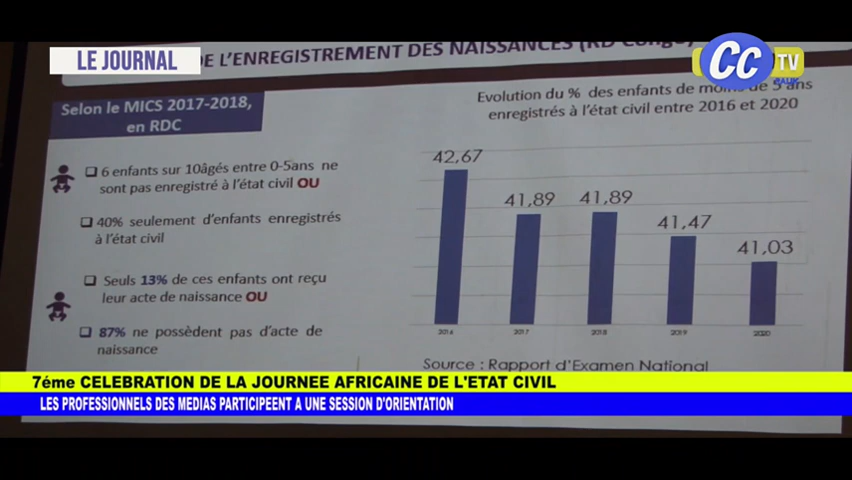 LE JOURNAL
DE L'ENREGISTREMENT DES NAISSANCES (RD Congo)
CC TV
Selon le MICS 2017-2018,
en RDC
❑ 6 enfants sur 10âgés entre 0-5ans ne
sont pas enregistré à l'état civil OU
❑ 40% seulement d'enfants enregistrés
à l'état civil
❑ Seuls 13% de ces enfants ont reçu
leur acte de naissance OU
❑ 87% ne possèdent pas d'acte de
naissance
Evolution du % des enfants de moins de 5 ans
enregistrés à l'état civil entre 2016 et 2020
42,67
41,89
41,89
41,47
41,03
2016
2017
2018
2019
2020
Source : Rapport d'Examen National
7éme CELEBRATION DE LA JOURNEE AFRICAINE DE L'ETAT CIVIL
LES PROFESSIONNELS DES MEDIAS PARTICIPEENT A UNE SESSION D'ORIENTATION